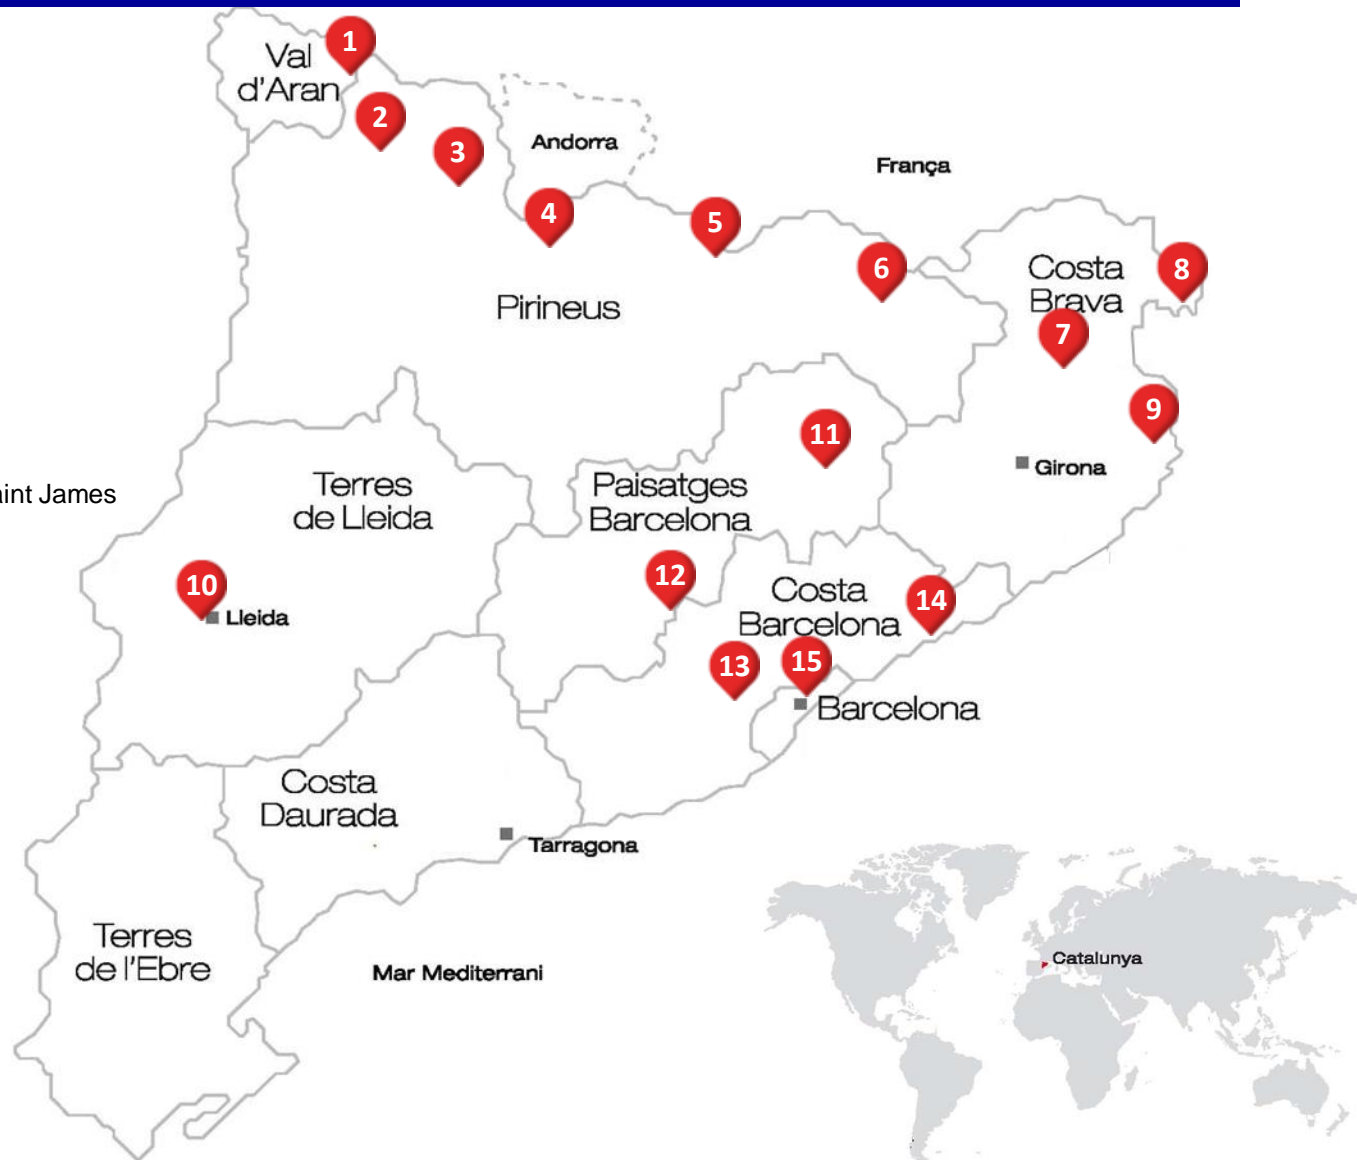 1
Val
d'Aran
2
3
Andorra
França
4
5
6
Costa
Brava
8
Pirineus
7
9
11
Girona
Terres
de Lleida
Paisatges
Barcelona
Saint James
10
Lleida
12
Costa
Barcelona
14
13
15
Barcelona
Costa
Daurada
Tarragona
Terres
de l'Ebre
Mar Mediterrani
Catalunya